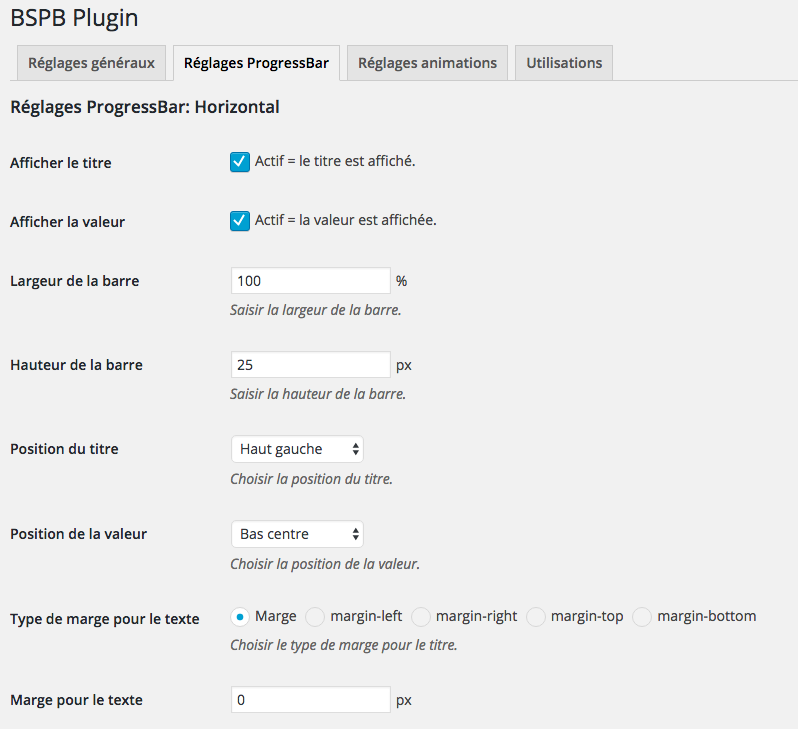 BSPB Plugin
Réglages généraux Réglages ProgressBar Réglages animations Utilisations
Réglages ProgressBar: Horizontal
Afficher le titre Actif = le titre est affiché.
Afficher la valeur Actif = la valeur est affichée.
Largeur de la barre 100 %
Saisir la largeur de la barre.
Hauteur de la barre 25 px
Saisir la hauteur de la barre.
Position du titre Haut gauche
Choisir la position du titre.
Position de la valeur Bas centre
Choisir la position de la valeur.
Type de marge pour le texte Marge margin-left margin-right margin-top margin-bottom
Choisir le type de marge pour le titre.
Marge pour le texte 0 px